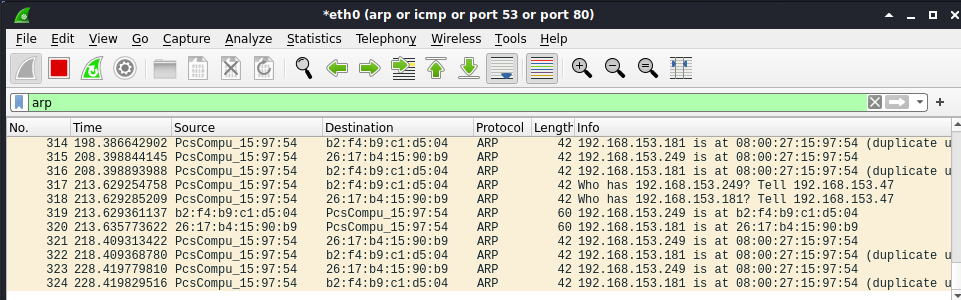 *eth0 (arp or icmp or port 53 or port 80)
File Edit View Go Capture Analyze Statistics Telephony Wireless Tools Help
arp
No. Time Source Destination Protocol Length Info
314 198.386642902 PcsCompu_15:97:54 b2:f4:b9:c1:d5:04 ARP 42 192.168.153.181 is at 08:00:27:15:97:54 (duplicate u
315 208.398844145 PcsCompu_15:97:54 26:17:b4:15:90:b9 ARP 42 192.168.153.249 is at 08:00:27:15:97:54
316 208.398893988 PcsCompu_15:97:54 b2:f4:b9:c1:d5:04 ARP 42 192.168.153.181 is at 08:00:27:15:97:54 (duplicate u
317 213.629254758 PcsCompu_15:97:54 b2:f4:b9:c1:d5:04 ARP 42 Who has 192.168.153.249? Tell 192.168.153.47
318 213.629285209 PcsCompu_15:97:54 26:17:b4:15:90:b9 ARP 42 Who has 192.168.153.181? Tell 192.168.153.47
319 213.629361137 b2:f4:b9:c1:d5:04 PcsCompu_15:97:54 ARP 60 192.168.153.249 is at b2:f4:b9:c1:d5:04
320 213.635773622 26:17:b4:15:90:b9 PcsCompu_15:97:54 ARP 60 192.168.153.181 is at 26:17:b4:15:90:b9
321 218.409313422 PcsCompu_15:97:54 26:17:b4:15:90:b9 ARP 42 192.168.153.249 is at 08:00:27:15:97:54
322 218.409368780 PcsCompu_15:97:54 b2:f4:b9:c1:d5:04 ARP 42 192.168.153.181 is at 08:00:27:15:97:54 (duplicate u
323 228.419779810 PcsCompu_15:97:54 26:17:b4:15:90:b9 ARP 42 192.168.153.249 is at 08:00:27:15:97:54
324 228.419829516 PcsCompu_15:97:54 b2:f4:b9:c1:d5:04 ARP 42 192.168.153.181 is at 08:00:27:15:97:54 (duplicate u